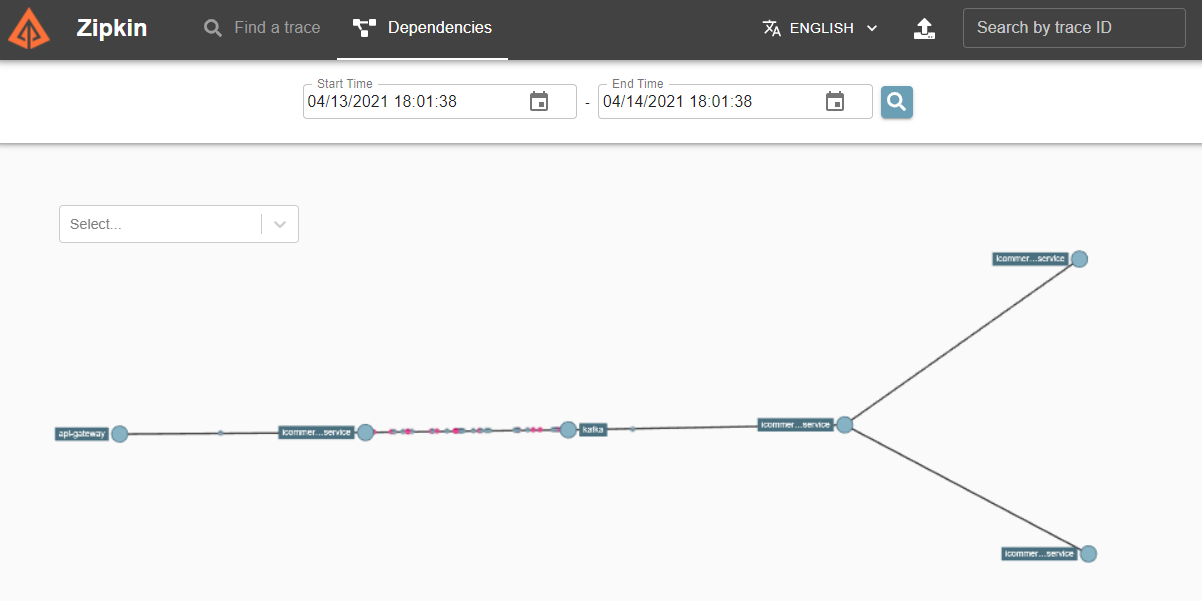 Zipkin
Find a trace
Dependencies
ENGLISH
Search by trace ID
Start Time
04/13/2021 18:01:38
-
End Time
04/14/2021 18:01:38
Select...
icommer...service
api-gateway
icommer...service
kafka
icommer...service
icommer...service